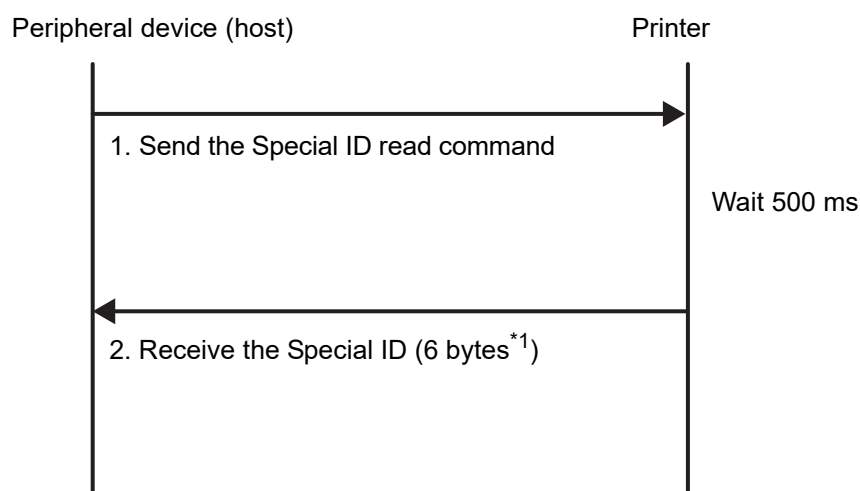 Peripheral device (host)
Printer
1. Send the Special ID read command
Wait 500 ms
2. Receive the Special ID (6 bytes*1)